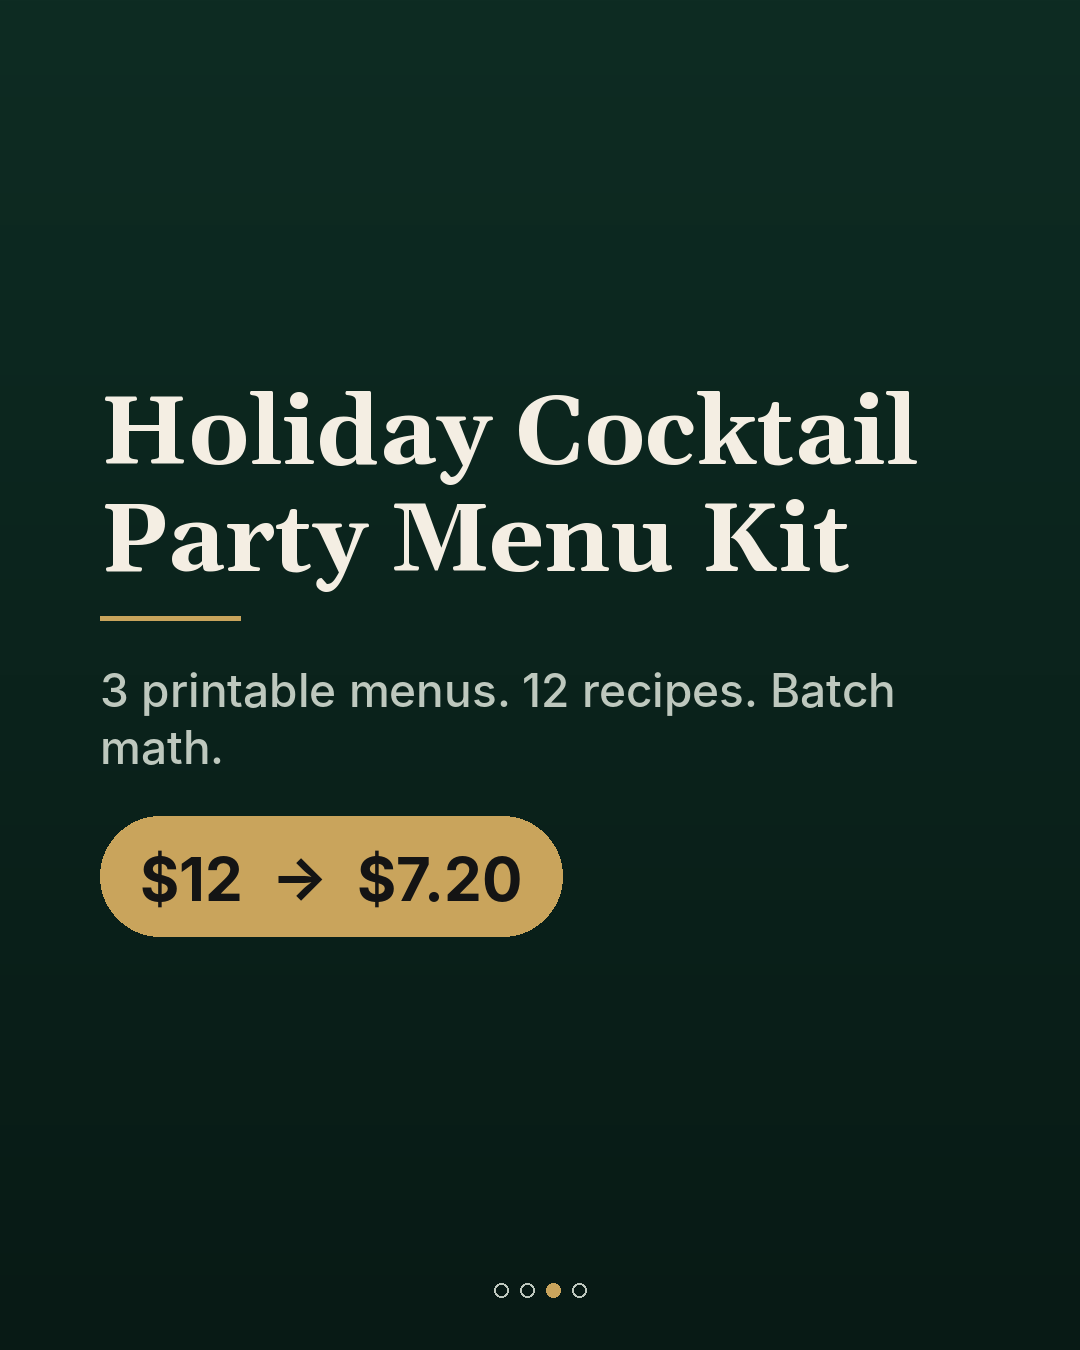 Holiday Cocktail
Party Menu Kit
3 printable menus. 12 recipes. Batch
math.
$12 → $7.20